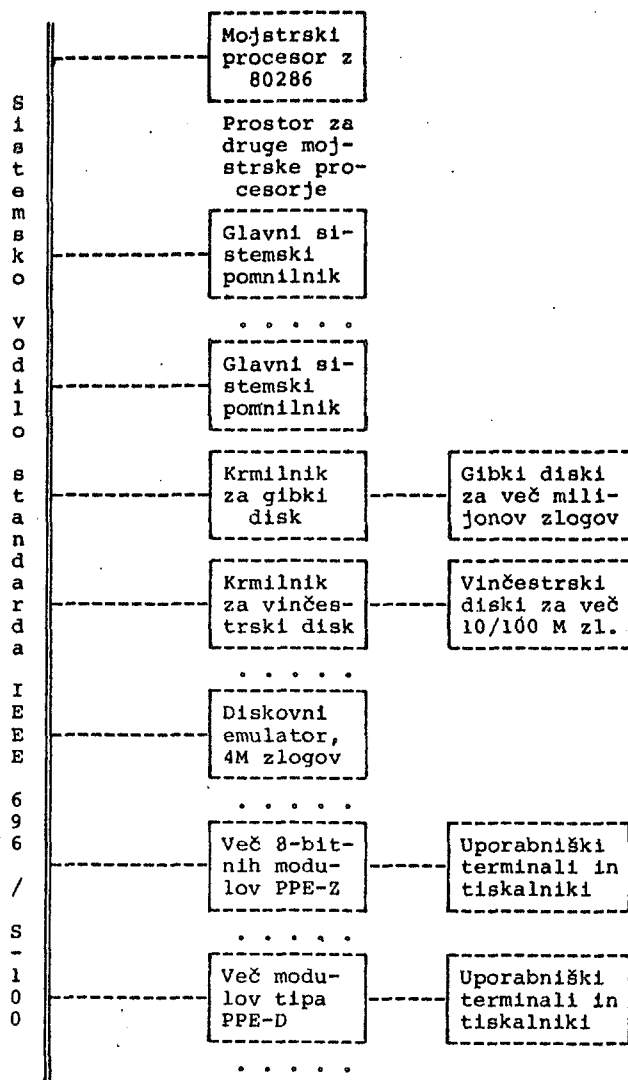 Sistemsko vodilo standarda IEEE 696 / S-100
Mojstrski
procesor z
80286
Prostor za
druge moj-
strske pro-
cesorje
Glavni si-
stemski
pomnilnik
. . . . .
Glavni si-
stemski
pomnilnik
Krmilnik
za gibki
disk
Gibki diski
za več mili-
jonov zlogov
Krmilnik
za vinčes-
trski disk
Vinčestrski
diski za več
10/100 M zl.
. . . . .
Diskovni
emulator,
4M zlogov
. . . . .
Več 8-bit-
nih modu-
lov PPE-Z
Uporabniški
terminali in
tiskalniki
. . . . .
Več modu-
lov tipa
PPE-D
Uporabniški
terminali in
tiskalniki
. . . . .